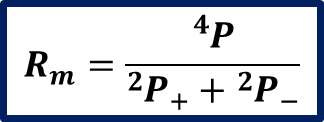 R_m = ⁴P / (²P₊ + ²P₋)